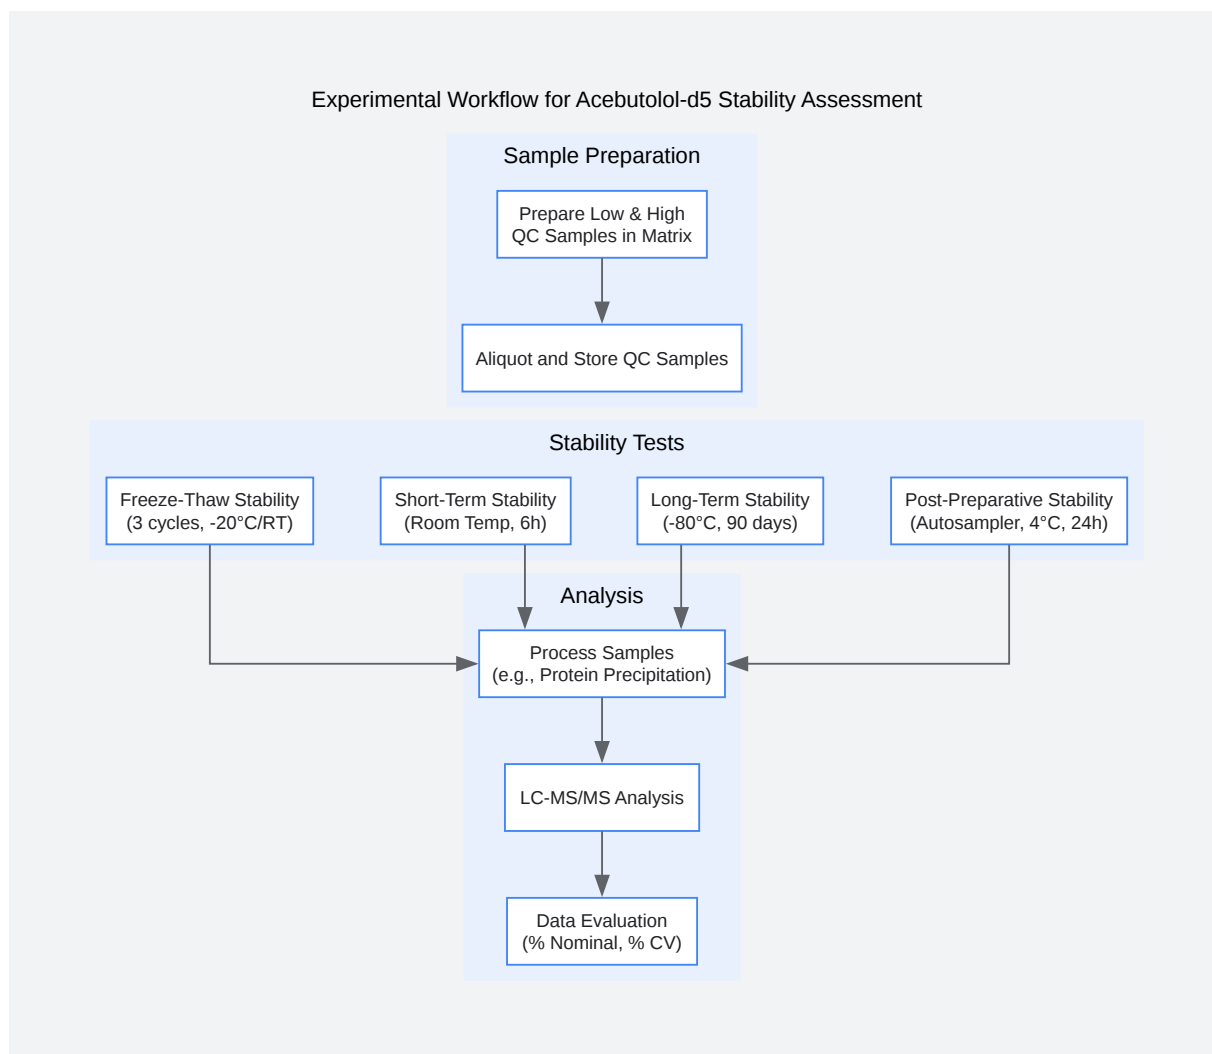 Experimental Workflow for Acebutolol-d5 Stability Assessment
Sample Preparation
Prepare Low & High
QC Samples in Matrix
Aliquot and Store QC Samples
Stability Tests
Freeze-Thaw Stability
(3 cycles, -20°C/RT)
Short-Term Stability
(Room Temp, 6h)
Long-Term Stability
(-80°C, 90 days)
Post-Preparative Stability
(Autosampler, 4°C, 24h)
Analysis
Process Samples
(e.g., Protein Precipitation)
LC-MS/MS Analysis
Data Evaluation
(% Nominal, % CV)